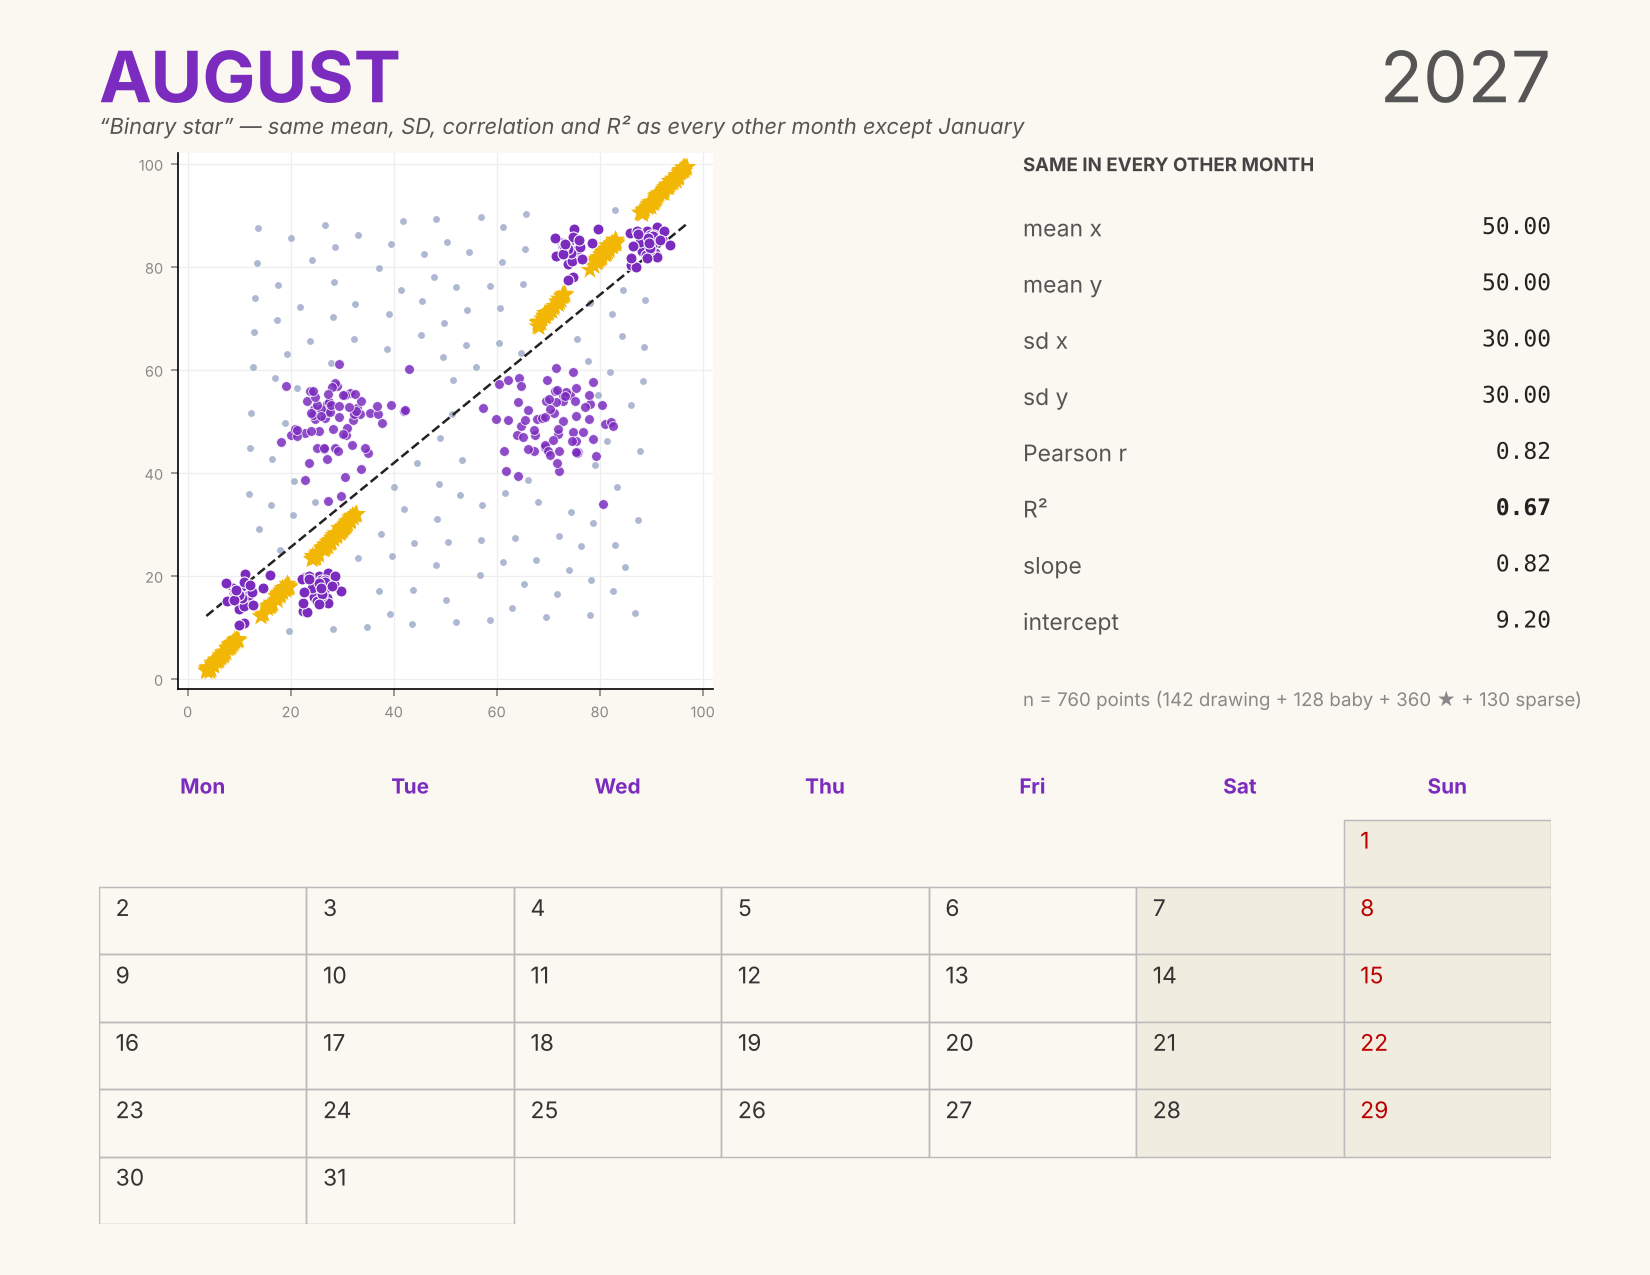 AUGUST 2027
“Binary star” — same mean, SD, correlation and R² as every other month except January
100
80
60
40
20
0
0 20 40 60 80 100
SAME IN EVERY OTHER MONTH
mean x 50.00
mean y 50.00
sd x 30.00
sd y 30.00
Pearson r 0.82
R² 0.67
slope 0.82
intercept 9.20
n = 760 points (142 drawing + 128 baby + 360 ★ + 130 sparse)
Mon Tue Wed Thu Fri Sat Sun
1
2 3 4 5 6 7 8
9 10 11 12 13 14 15
16 17 18 19 20 21 22
23 24 25 26 27 28 29
30 31